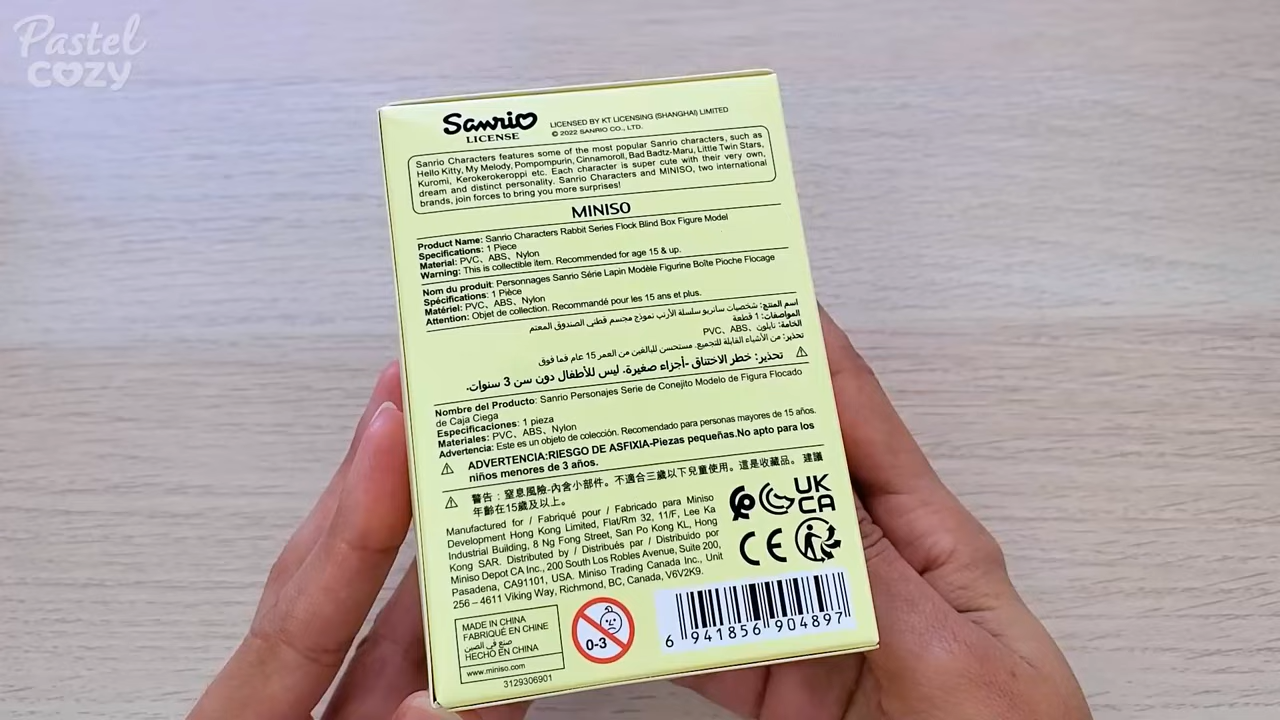 Pastel
cozy
Sanrio
LICENSE
LICENSED BY KT LICENSING (SHANGHAI) LIMITED
© 2022 SANRIO CO., LTD.
Sanrio Characters features some of the most popular Sanrio characters, such as
Hello Kitty, My Melody, Pompompurin, Cinnamoroll, Bad Badtz-Maru, Little Twin Stars,
Kuromi, Kerokerokeroppi etc. Each character is super cute with their very own,
dream and distinct personality. Sanrio Characters and MINISO, two international
brands, join forces to bring you more surprises!
MINISO
Product Name: Sanrio Characters Rabbit Series Flock Blind Box Figure Model
Specifications: 1 Piece
Material: PVC、ABS、Nylon
Warning: This is collectible item. Recommended for age 15 & up.
Nom du produit: Personnages Sanrio Série Lapin Modèle Figurine Boîte Pioche Flocage
Spécifications: 1 Pièce
Matériel: PVC、ABS、Nylon
Attention: Objet de collection. Recommandé pour les 15 ans et plus.
اسم المنتج: شخصيات سانريو سلسلة الأرنب نموذج مجسم قطني الصندوق المعتم
المواصفات: 1 قطعة
الخامة: نايلون، PVC、ABS
تحذير: من الأشياء القابلة للتجميع. مستحسن للبالغين من العمر 15 عام فما فوق
تحذير: خطر الاختناق -أجزاء صغيرة. ليس للأطفال دون سن 3 سنوات.
Nombre del Producto: Sanrio Personajes Serie de Conejito Modelo de Figura Flocado
de Caja Ciega
Especificaciones: 1 pieza
Materiales: PVC、ABS、Nylon
Advertencia: Este es un objeto de colección. Recomendado para personas mayores de 15 años.
ADVERTENCIA:RIESGO DE ASFIXIA-Piezas pequeñas.No apto para los
niños menores de 3 años.
警告：窒息風險-內含小部件。不適合三歲以下兒童使用。這是收藏品。建議
年齡在15歲及以上。
Manufactured for / Fabriqué pour / Fabricado para Miniso
Development Hong Kong Limited, Flat/Rm 32, 11/F, Lee Ka
Industrial Building, 8 Ng Fong Street, San Po Kong KL, Hong
Kong SAR. Distributed by / Distribués par / Distribuido por
Miniso Depot CA Inc., 200 South Los Robles Avenue, Suite 200,
Pasadena, CA91101, USA. Miniso Trading Canada Inc., Unit
256 – 4611 Viking Way, Richmond, BC, Canada, V6V2K9.
UK
CA
CE
MADE IN CHINA
FABRIQUÉ EN CHINE
صنع في الصين
HECHO EN CHINA
www.miniso.com
3129306901
0-3
6 941856 904897